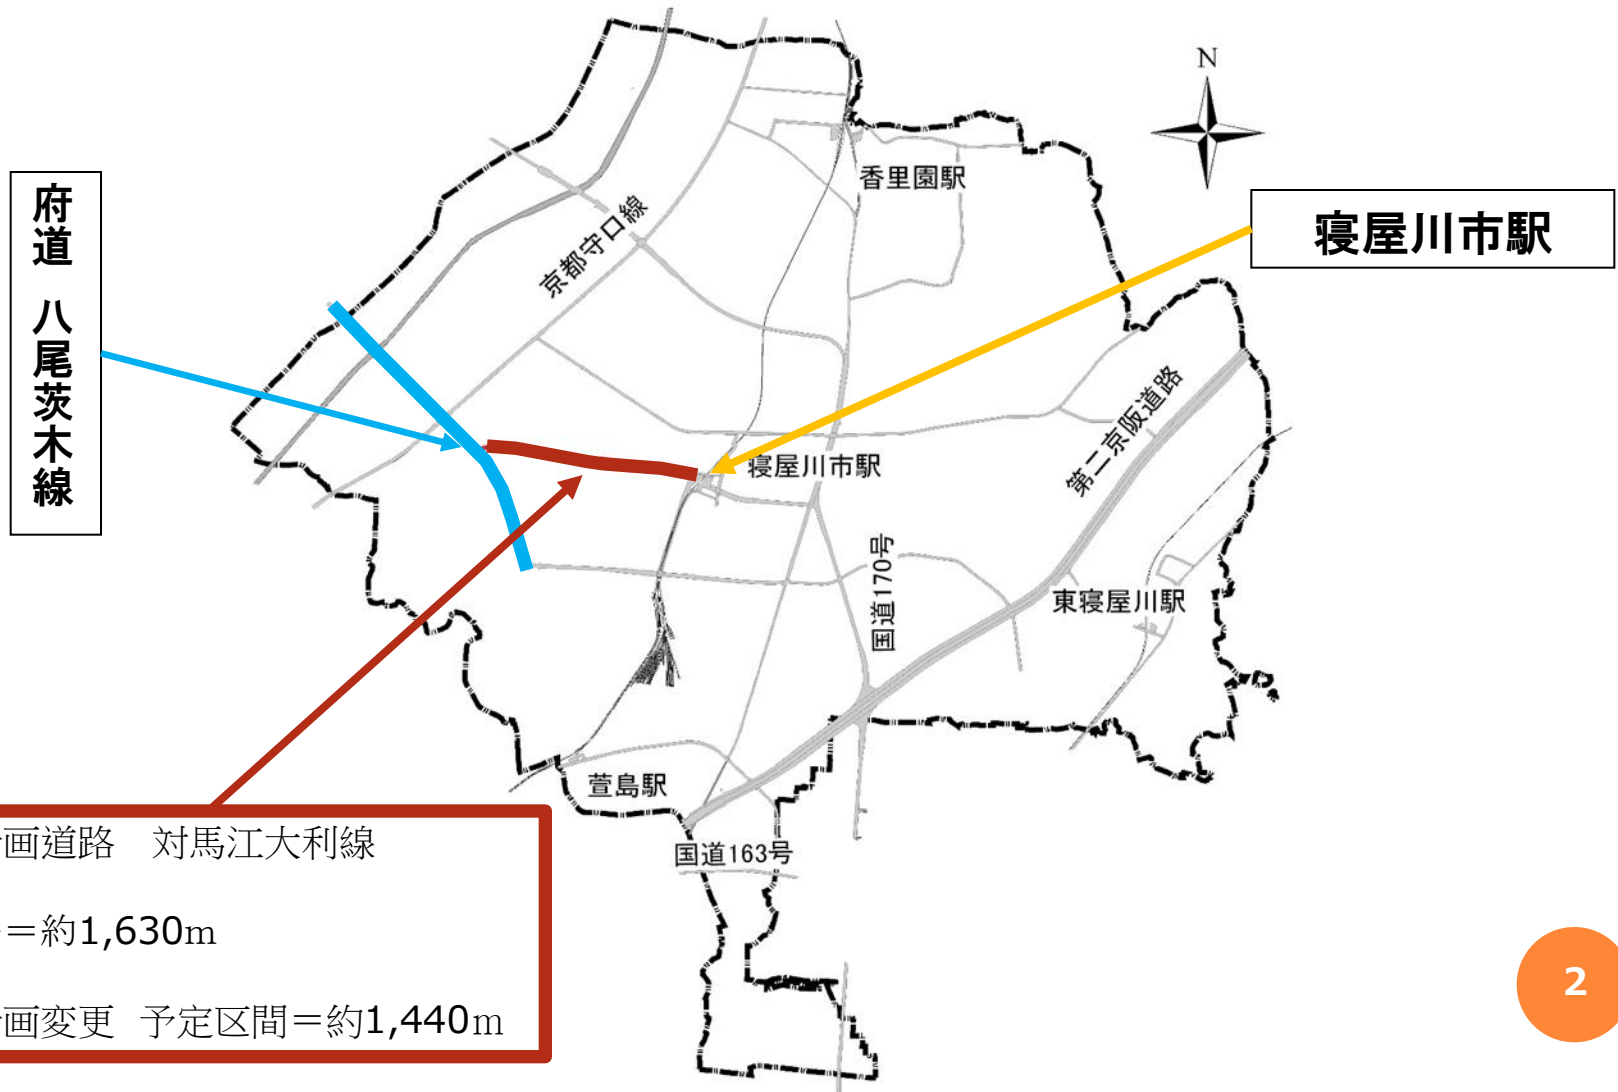 N
香里園駅
府道 八尾茨木線
京都守口線
寝屋川市駅
第二京阪道路
寝屋川市駅
国道170号
東寝屋川駅
萱島駅
国道163号
画道路 対馬江大利線
＝約1,630m
画変更 予定区間＝約1,440m
2